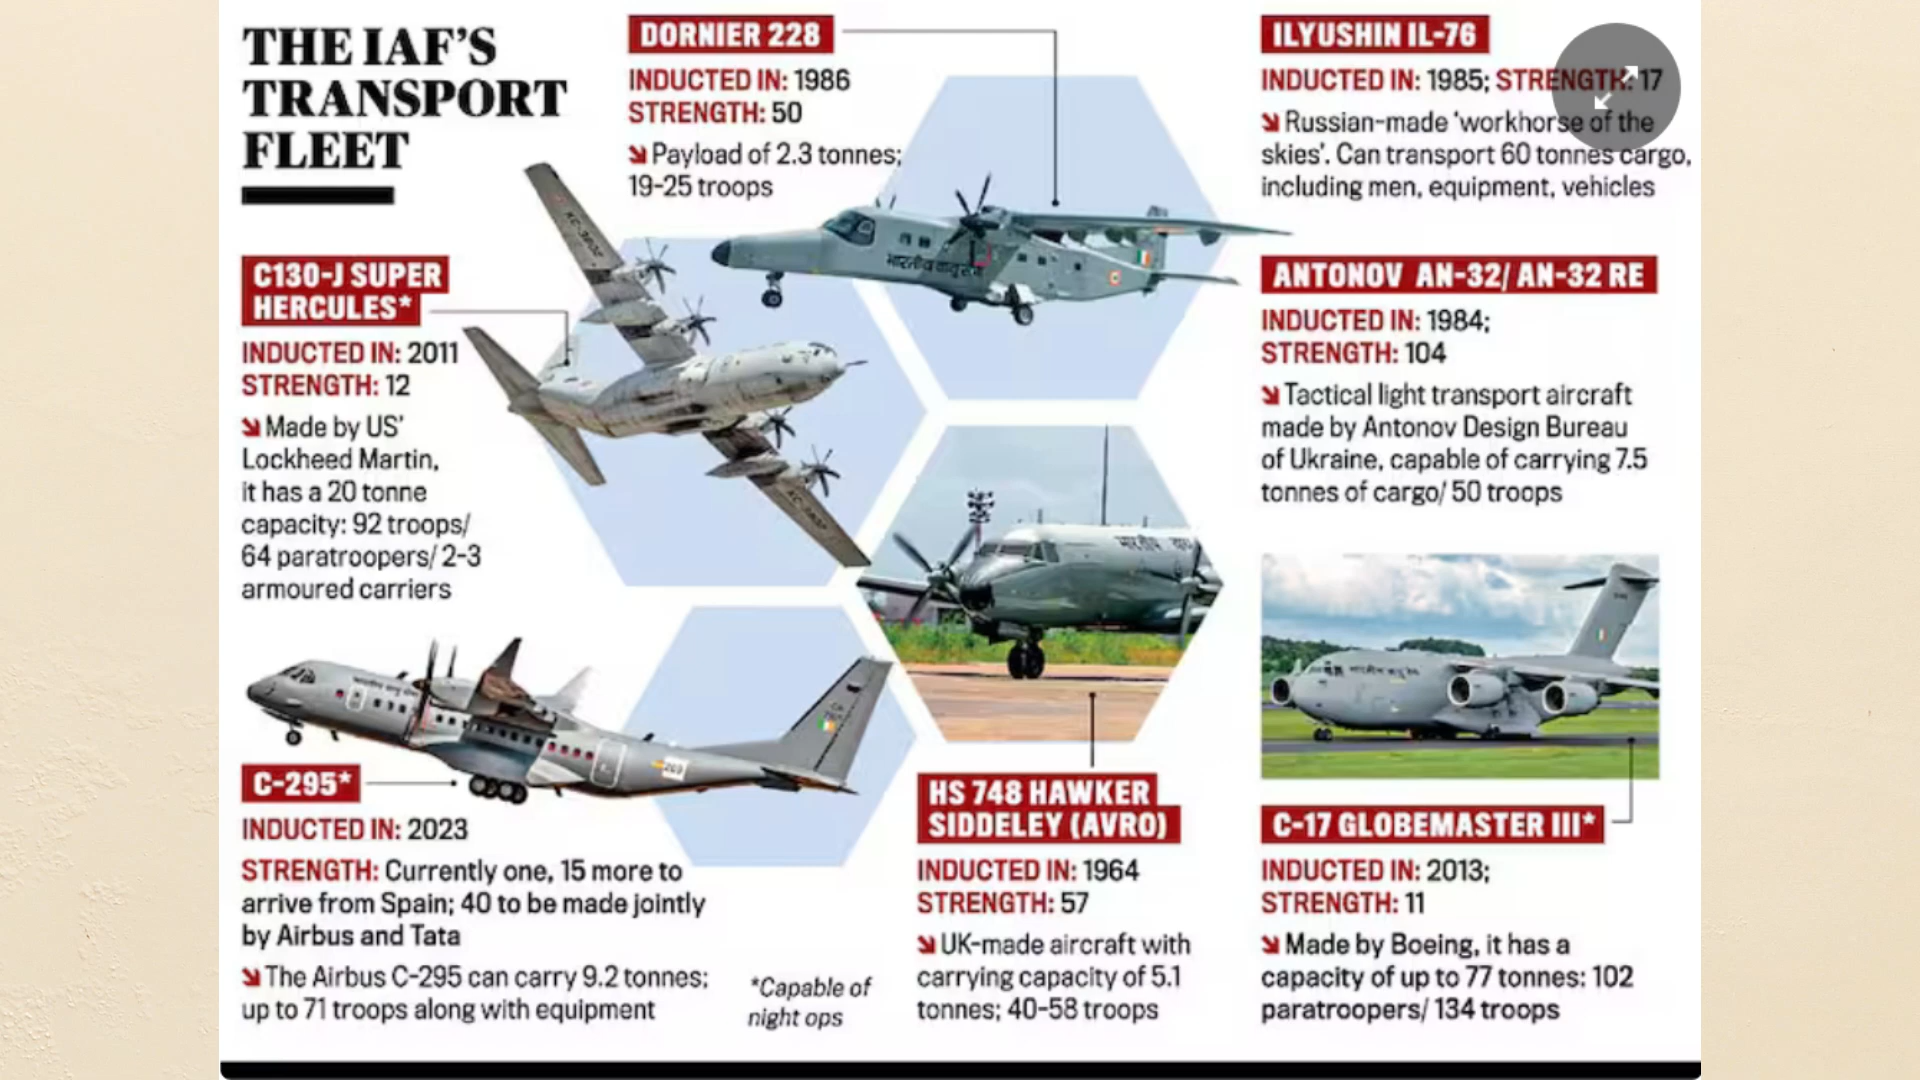 THE IAF'S
TRANSPORT
FLEET
DORNIER 228
INDUCTED IN: 1986
STRENGTH: 50
Payload of 2.3 tonnes;
19-25 troops
ILYUSHIN IL-76
INDUCTED IN: 1985; STRENGTH: 17
Russian-made 'workhorse of the
skies'. Can transport 60 tonnes cargo,
including men, equipment, vehicles
C130-J SUPER
HERCULES*
INDUCTED IN: 2011
STRENGTH: 12
Made by US'
Lockheed Martin,
it has a 20 tonne
capacity: 92 troops/
64 paratroopers/ 2-3
armoured carriers
ANTONOV AN-32/ AN-32 RE
INDUCTED IN: 1984;
STRENGTH: 104
Tactical light transport aircraft
made by Antonov Design Bureau
of Ukraine, capable of carrying 7.5
tonnes of cargo/ 50 troops
भारतीय वायु सेना
भारतीय
C-295*
INDUCTED IN: 2023
STRENGTH: Currently one, 15 more to
arrive from Spain; 40 to be made jointly
by Airbus and Tata
The Airbus C-295 can carry 9.2 tonnes;
up to 71 troops along with equipment
*Capable of
night ops
HS 748 HAWKER
SIDDELEY (AVRO)
INDUCTED IN: 1964
STRENGTH: 57
UK-made aircraft with
carrying capacity of 5.1
tonnes; 40-58 troops
C-17 GLOBEMASTER III*
INDUCTED IN: 2013;
STRENGTH: 11
Made by Boeing, it has a
capacity of up to 77 tonnes: 102
paratroopers/ 134 troops